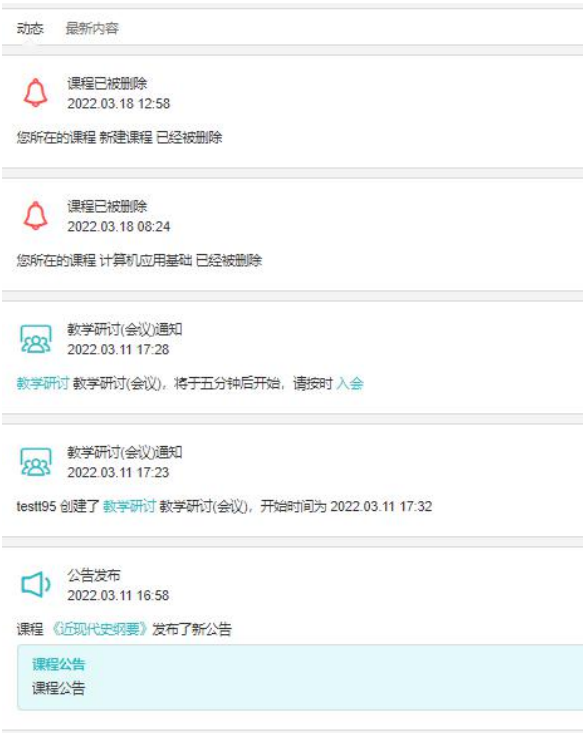 动态 最新内容
课程已被删除
2022.03.18 12:58
您所在的课程 新建课程 已经被删除
课程已被删除
2022.03.18 08:24
您所在的课程 计算机应用基础 已经被删除
教学研讨(会议)通知
2022.03.11 17:28
教学研讨 教学研讨(会议)，将于五分钟后开始，请按时 入会
教学研讨(会议)通知
2022.03.11 17:23
testt95 创建了 教学研讨 教学研讨(会议)，开始时间为 2022.03.11 17:32
公告发布
2022.03.11 16:58
课程 《近现代史纲要》发布了新公告
课程公告
课程公告